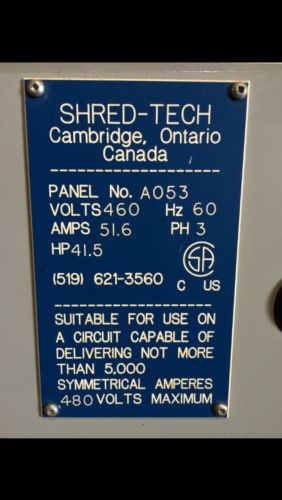 SHRED-TECH
Cambridge, Ontario
Canada
PANEL No. A053
VOLTS 460 Hz 60
AMPS 51.6 PH 3
HP 41.5
SA
(519) 621-3560 C US
SUITABLE FOR USE ON
A CIRCUIT CAPABLE OF
DELIVERING NOT MORE
THAN 5,000
SYMMETRICAL AMPERES
480 VOLTS MAXIMUM